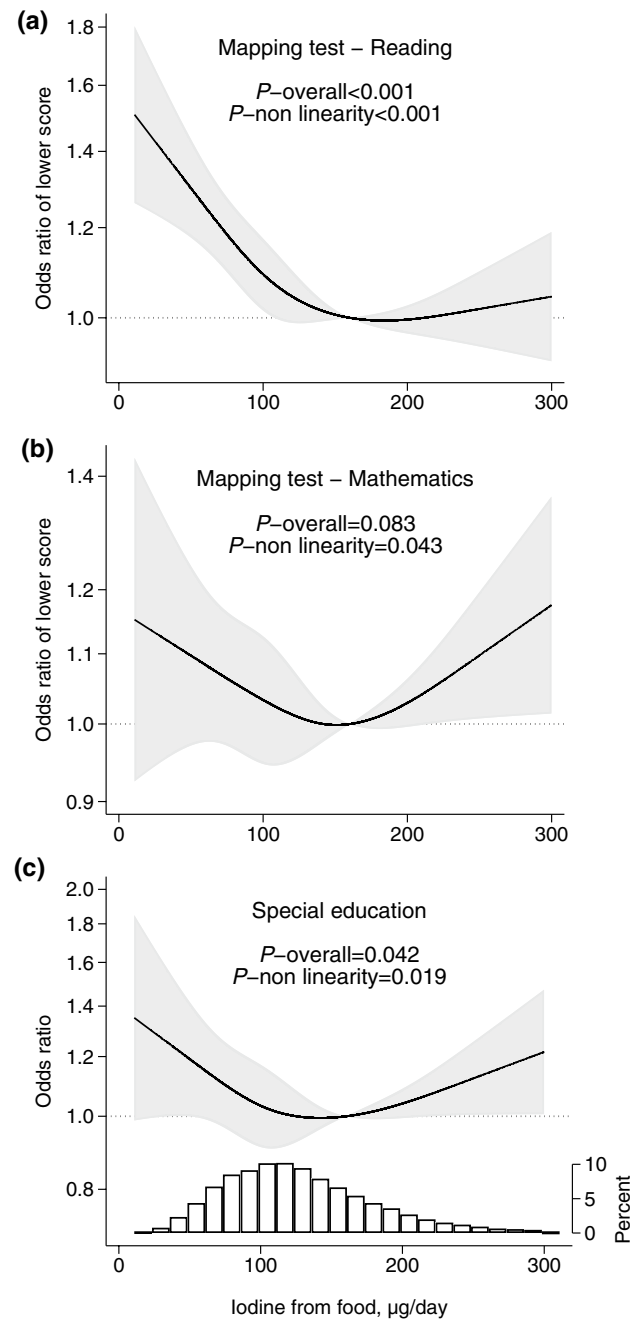 (a)
Mapping test – Reading
P–overall<0.001
P–non linearity<0.001
Odds ratio of lower score
1.8
1.6
1.4
1.2
1.0
0 100 200 300
(b)
Mapping test – Mathematics
P–overall=0.083
P–non linearity=0.043
Odds ratio of lower score
1.4
1.2
1.1
1.0
0.9
0 100 200 300
(c)
Special education
P–overall=0.042
P–non linearity=0.019
Odds ratio
2.0
1.8
1.6
1.4
1.2
1.0
0.8
10
5
0
Percent
0 100 200 300
Iodine from food, µg/day